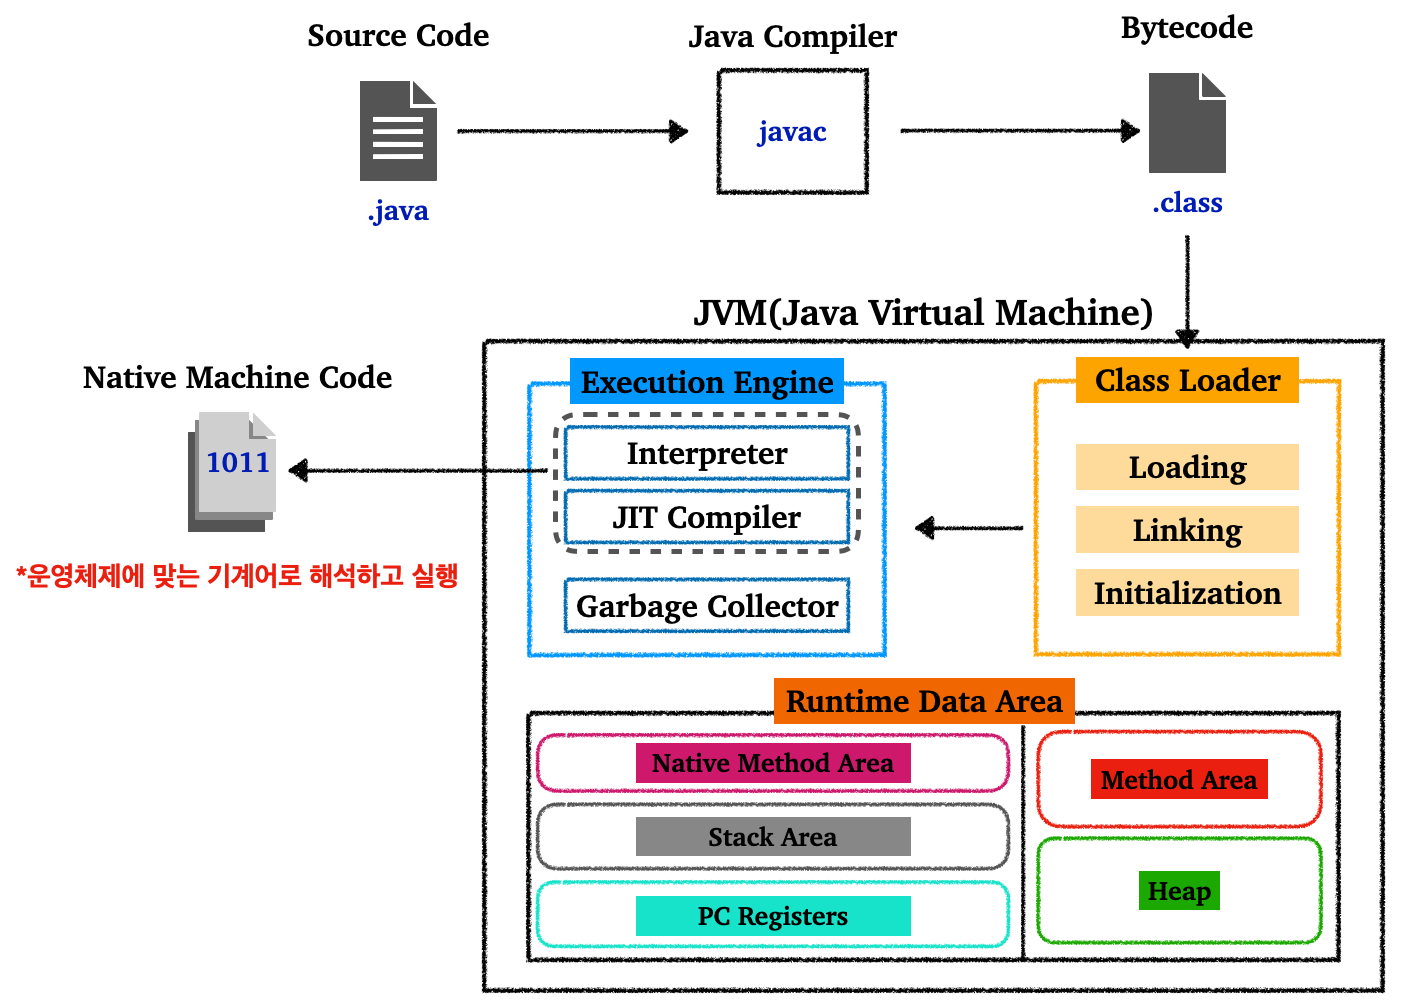 Source Code
Java Compiler
Bytecode
javac
.java
.class
JVM(Java Virtual Machine)
Native Machine Code
1011
*운영체제에 맞는 기계어로 해석하고 실행
Execution Engine
Interpreter
JIT Compiler
Garbage Collector
Class Loader
Loading
Linking
Initialization
Runtime Data Area
Native Method Area
Stack Area
PC Registers
Method Area
Heap